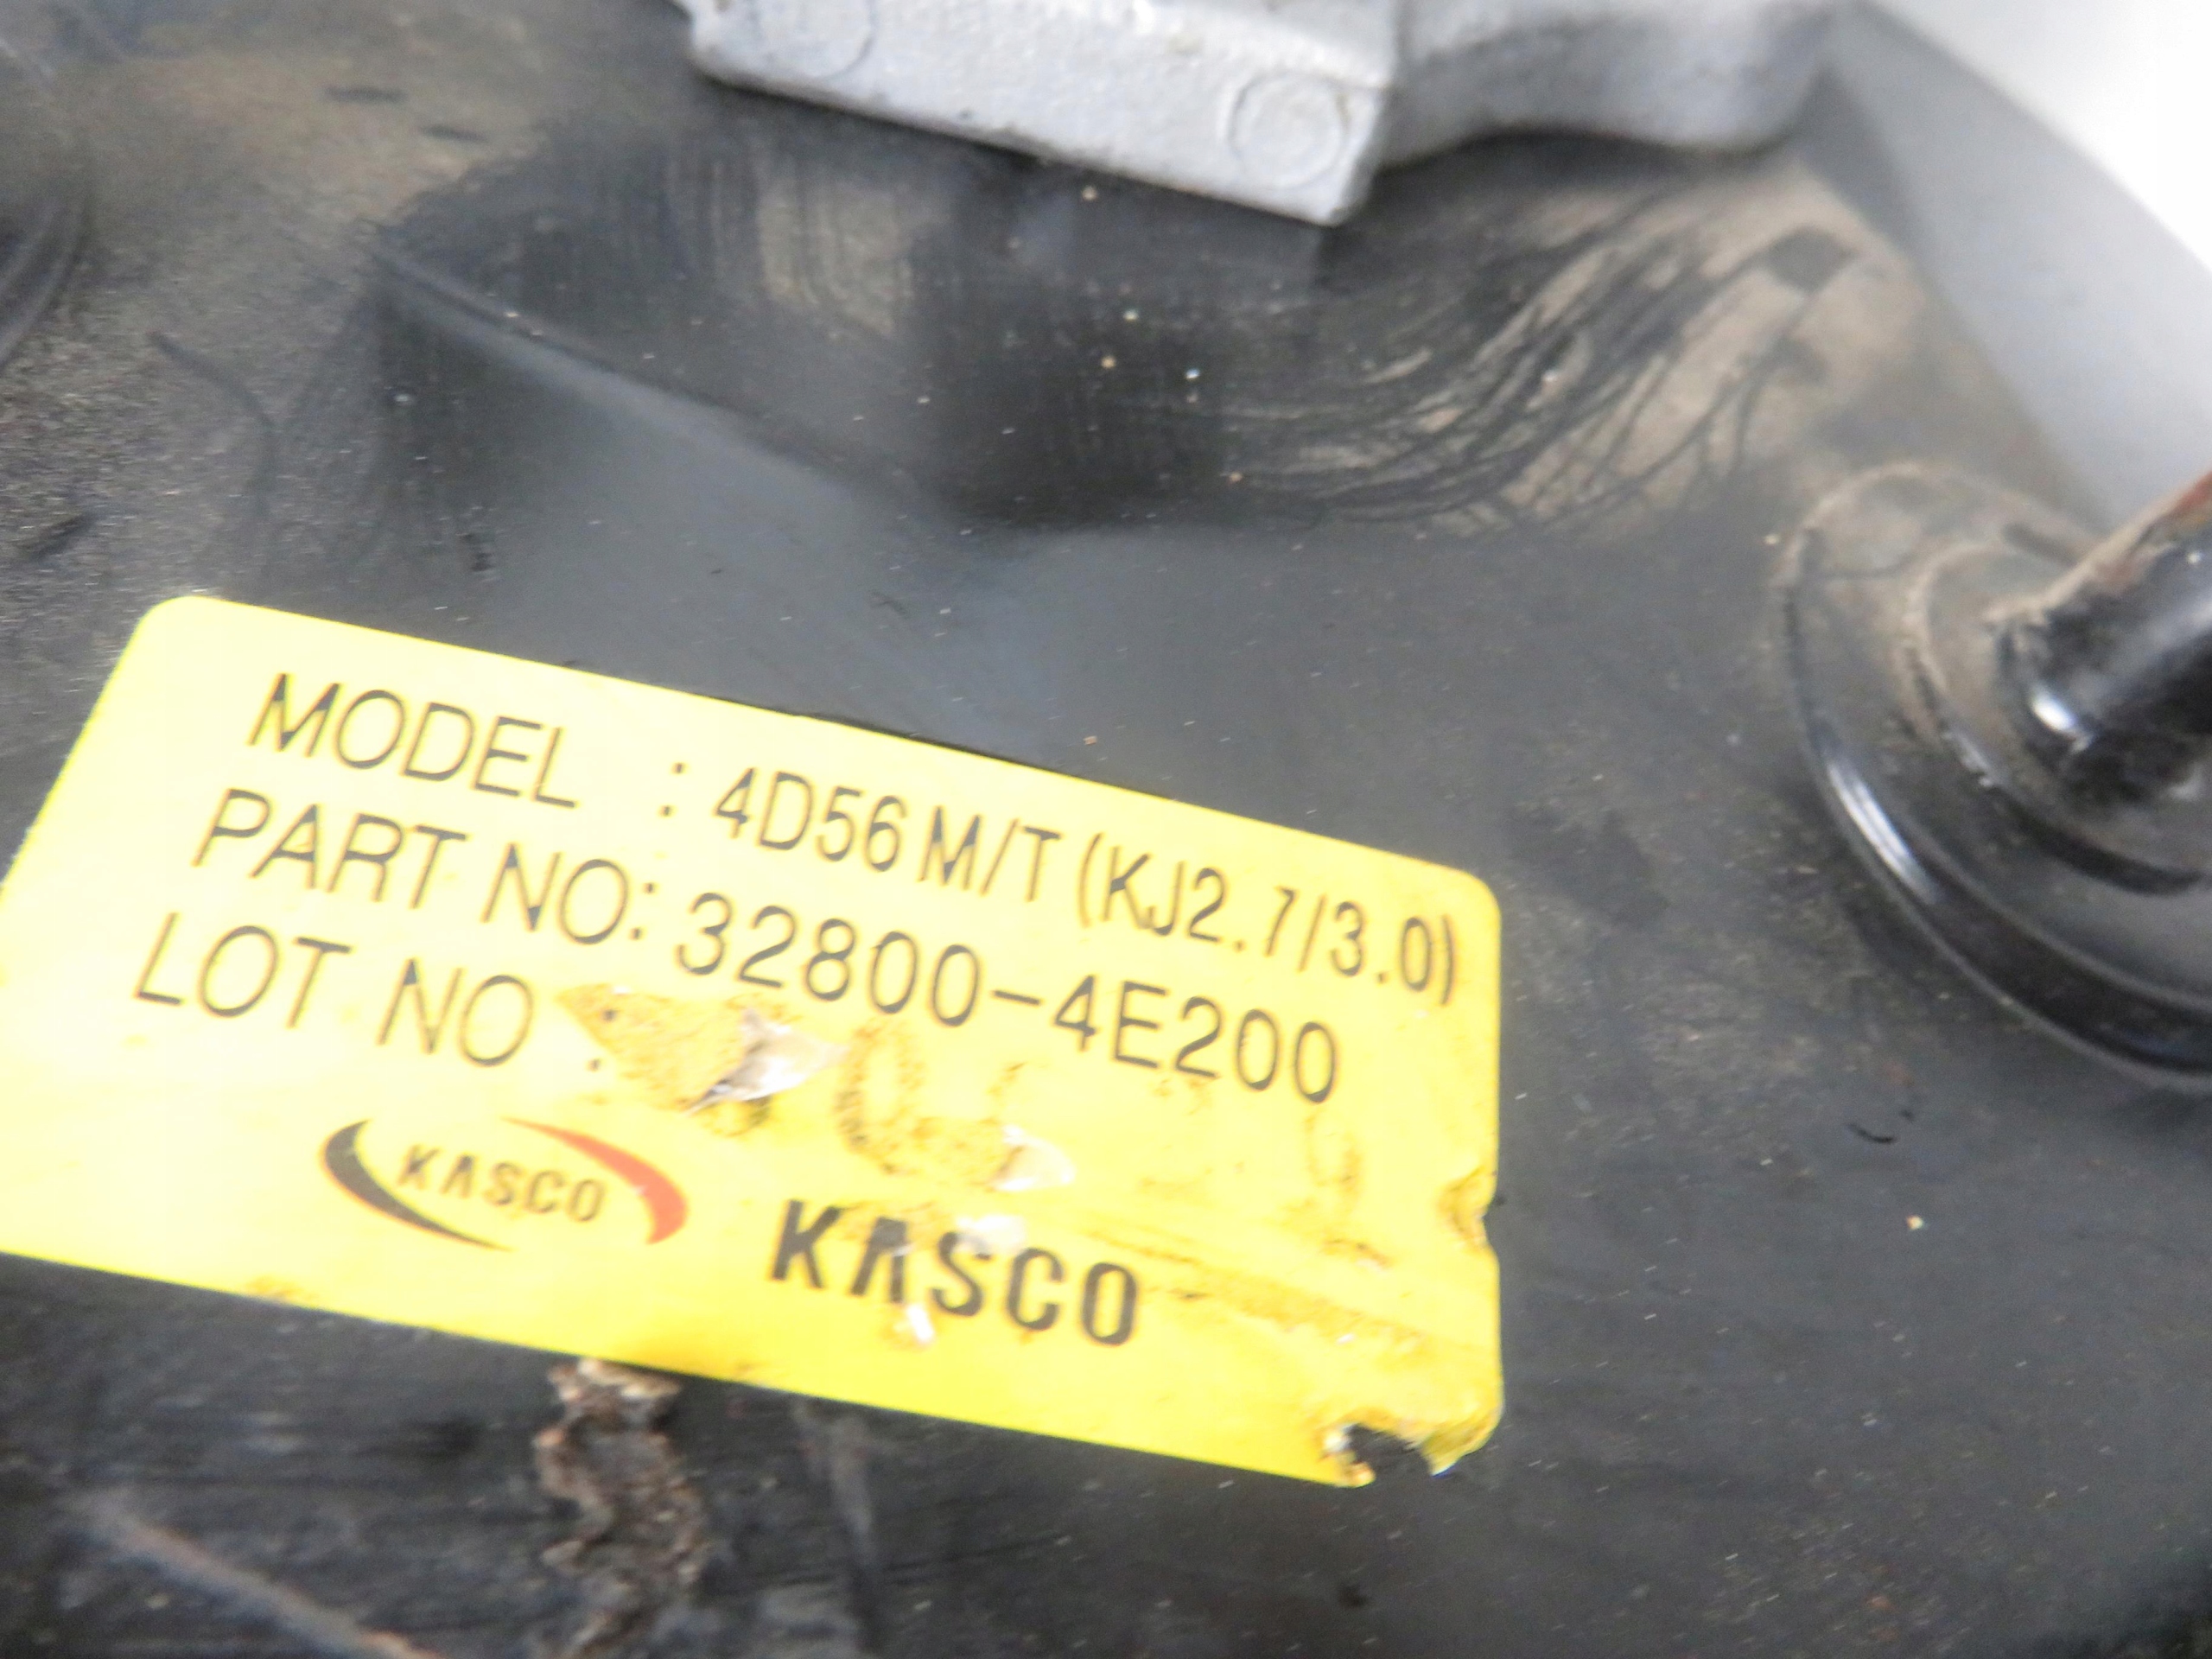 MODEL : 4D56 M/T (KJ2.7/3.0)
PART NO: 32800-4E200
LOT NO :
KASCO
KASCO